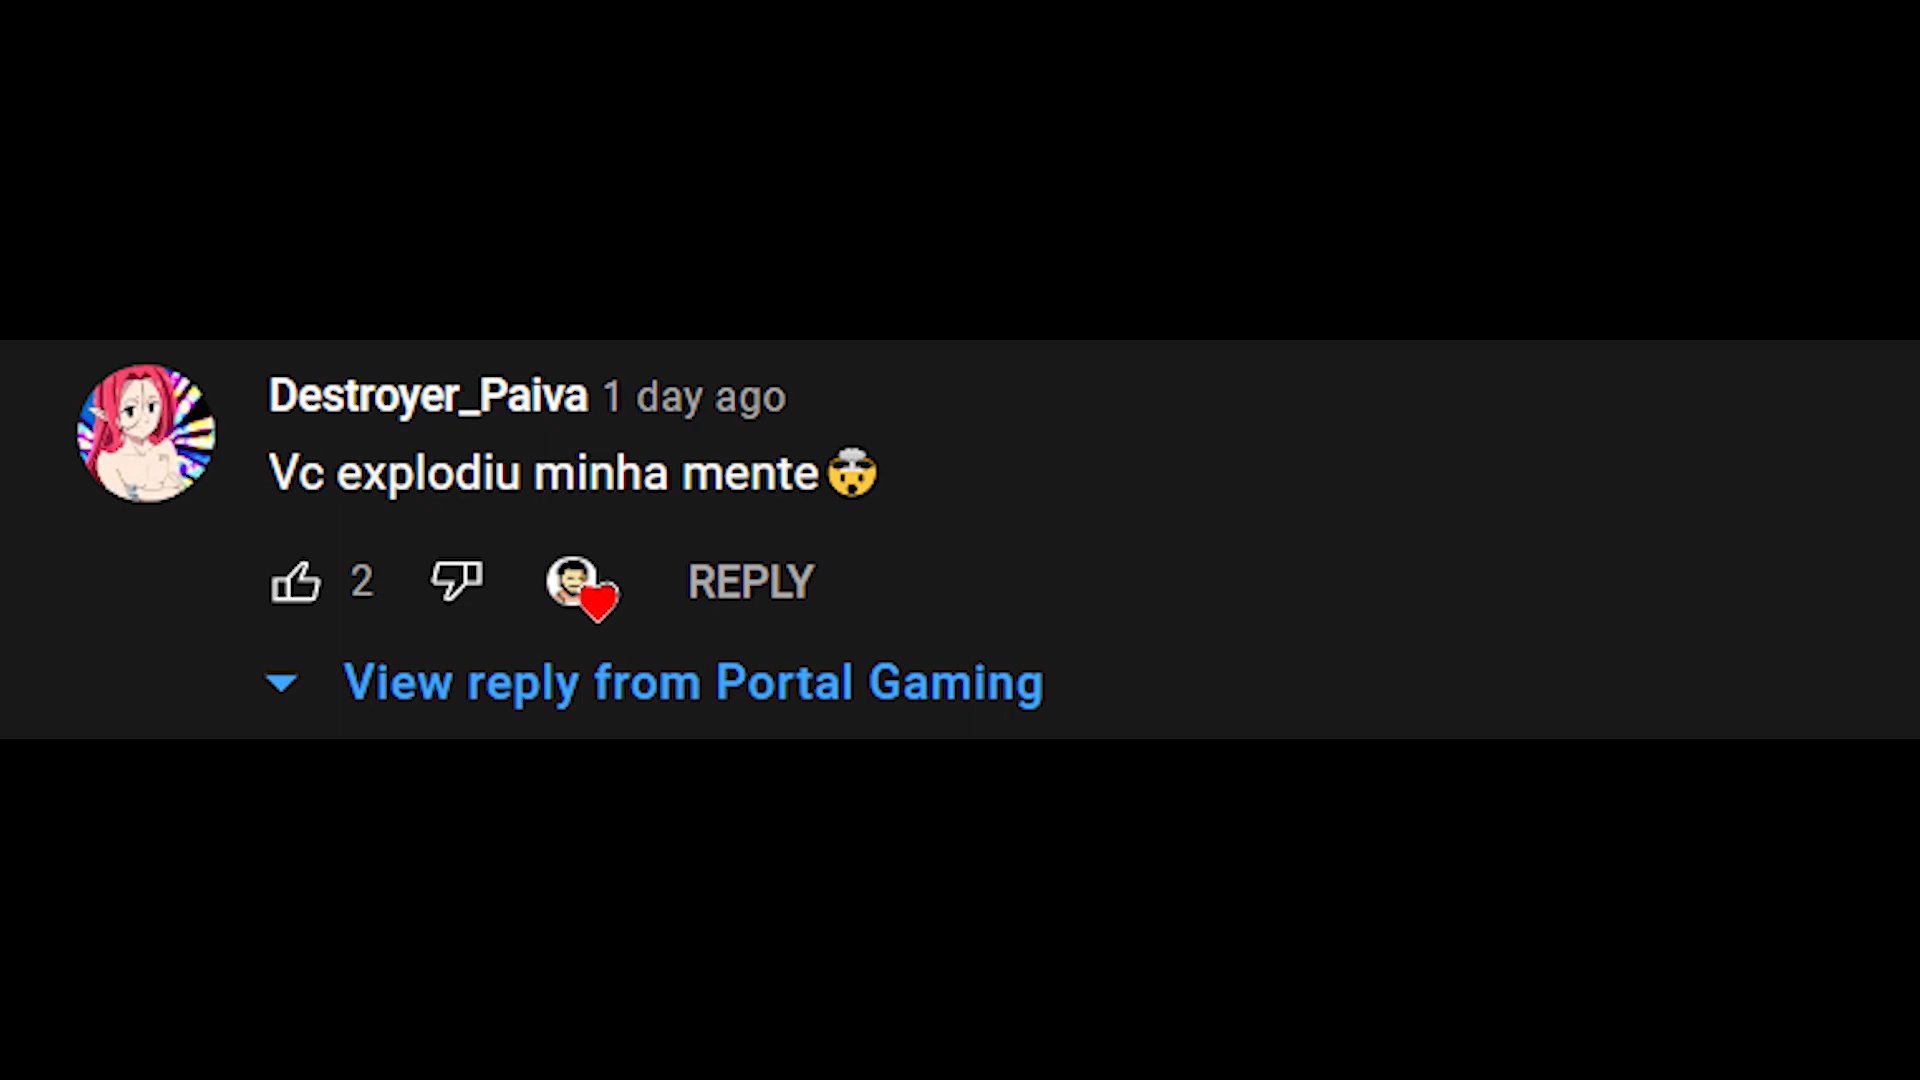 Destroyer_Paiva 1 day ago
Vc explodiu minha mente🤯
2 REPLY
View reply from Portal Gaming